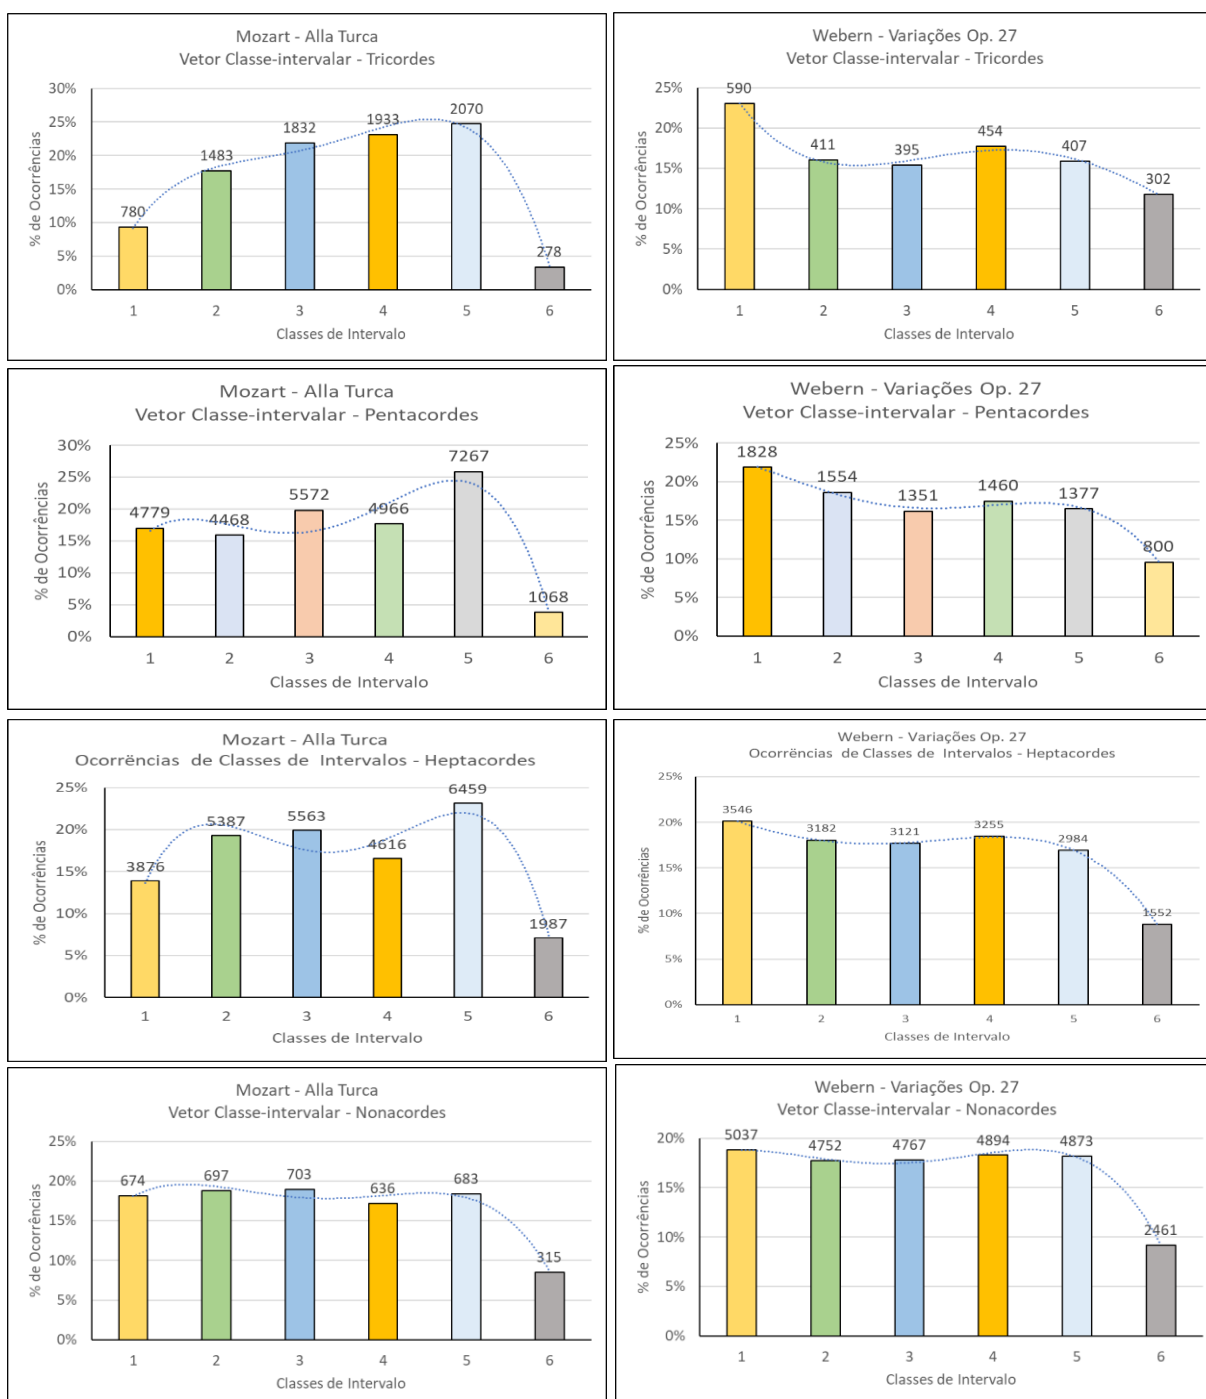 Mozart - Alla Turca
Vetor Classe-intervalar - Tricordes
% de Ocorrências
30%
25%
20%
15%
10%
5%
0%
780
1483
1832
1933
2070
278
1 2 3 4 5 6
Classes de Intervalo
Webern - Variações Op. 27
Vetor Classe-intervalar - Tricordes
% de Ocorrências
25%
20%
15%
10%
5%
0%
590
411
395
454
407
302
1 2 3 4 5 6
Classes de Intervalo
Mozart - Alla Turca
Vetor Classe-intervalar - Pentacordes
% de Ocorrências
30%
25%
20%
15%
10%
5%
0%
4779
4468
5572
4966
7267
1068
1 2 3 4 5 6
Classes de Intervalo
Webern - Variações Op. 27
Vetor Classe-intervalar - Pentacordes
% de Ocorrências
25%
20%
15%
10%
5%
0%
1828
1554
1351
1460
1377
800
1 2 3 4 5 6
Classes de Intervalo
Mozart - Alla Turca
Ocorrëncias de Classes de Intervalos - Heptacordes
% de Ocorrências
25%
20%
15%
10%
5%
0%
3876
5387
5563
4616
6459
1987
1 2 3 4 5 6
Classes de Intervalo
Webern - Variações Op. 27
Ocorrëncias de Classes de Intervalos - Heptacordes
% de Ocorrências
25%
20%
15%
10%
5%
0%
3546
3182
3121
3255
2984
1552
1 2 3 4 5 6
Classes de Intervalo
Mozart - Alla Turca
Vetor Classe-intervalar - Nonacordes
% de Ocorrências
25%
20%
15%
10%
5%
0%
674
697
703
636
683
315
1 2 3 4 5 6
Classes de Intervalo
Webern - Variações Op. 27
Vetor Classe-intervalar - Nonacordes
% de Ocorrências
20%
15%
10%
5%
0%
5037
4752
4767
4894
4873
2461
1 2 3 4 5 6
Classes de Intervalo